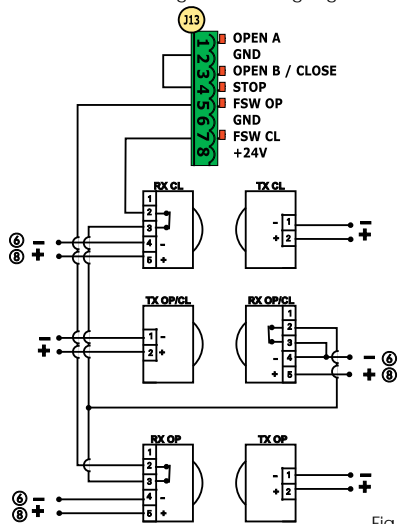 J13
1 OPEN A
2 GND
3 OPEN B / CLOSE
4 STOP
5 FSW OP
6 GND
7 FSW CL
8 +24V
RX CL
1
2
3
4 -
5 +
⑥ -
⑧ +
TX CL
- 1 -
+ 2 +
TX OP/CL
- 1 -
+ 2 +
RX OP/CL
1
2
3
- 4 - ⑥
+ 5 + ⑧
RX OP
1
2
3
4 -
5 +
⑥ -
⑧ +
TX OP
- 1 -
+ 2 +
Fig